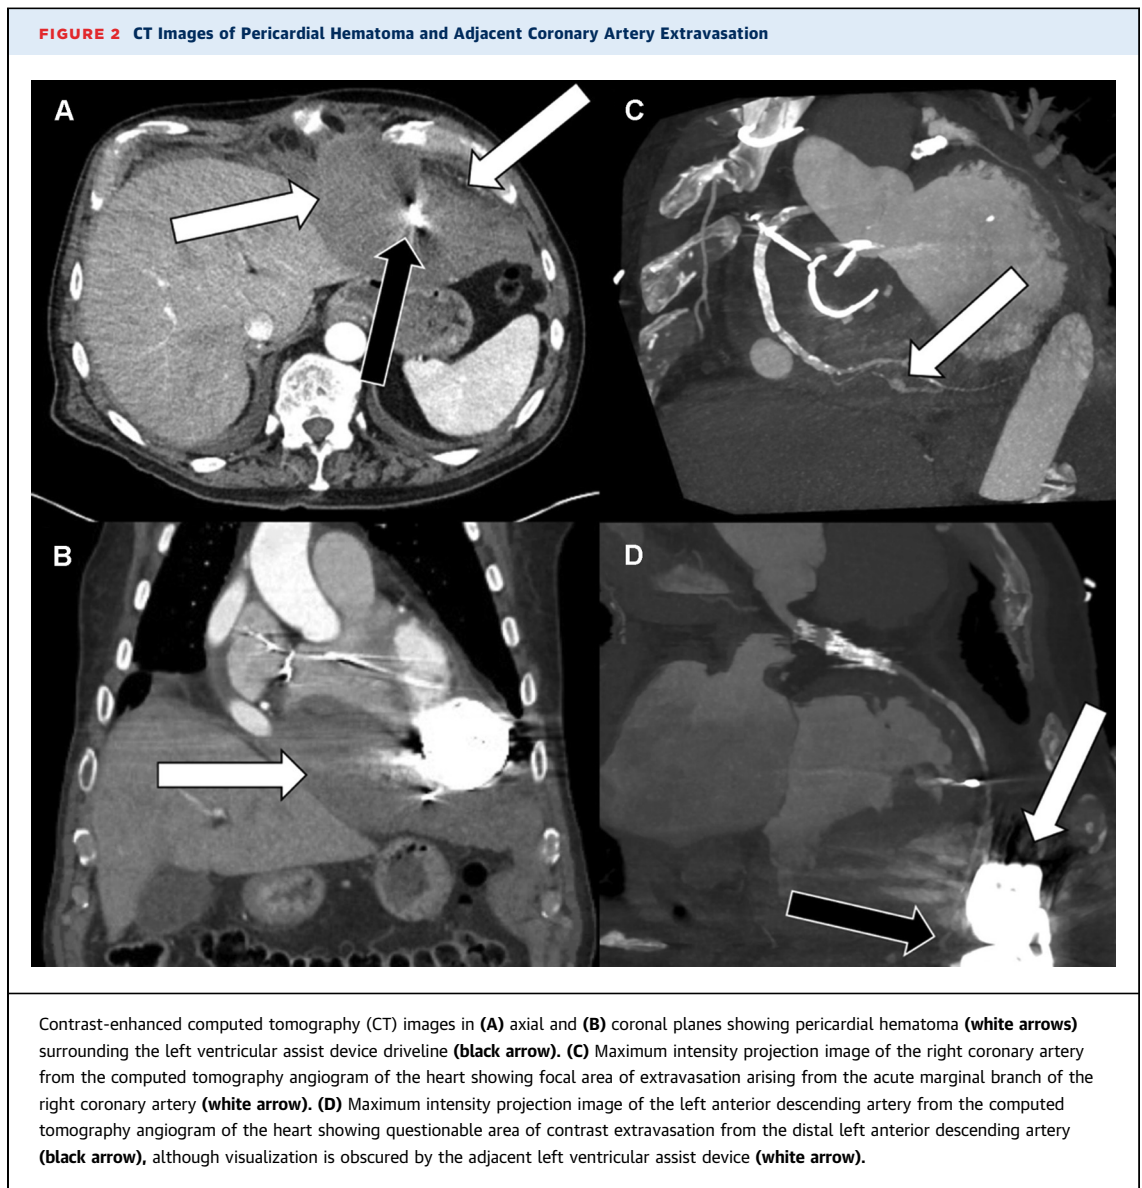 FIGURE 2 CT Images of Pericardial Hematoma and Adjacent Coronary Artery Extravasation
A
C
B
D
Contrast-enhanced computed tomography (CT) images in (A) axial and (B) coronal planes showing pericardial hematoma (white arrows)
surrounding the left ventricular assist device driveline (black arrow). (C) Maximum intensity projection image of the right coronary artery
from the computed tomography angiogram of the heart showing focal area of extravasation arising from the acute marginal branch of the
right coronary artery (white arrow). (D) Maximum intensity projection image of the left anterior descending artery from the computed
tomography angiogram of the heart showing questionable area of contrast extravasation from the distal left anterior descending artery
(black arrow), although visualization is obscured by the adjacent left ventricular assist device (white arrow).